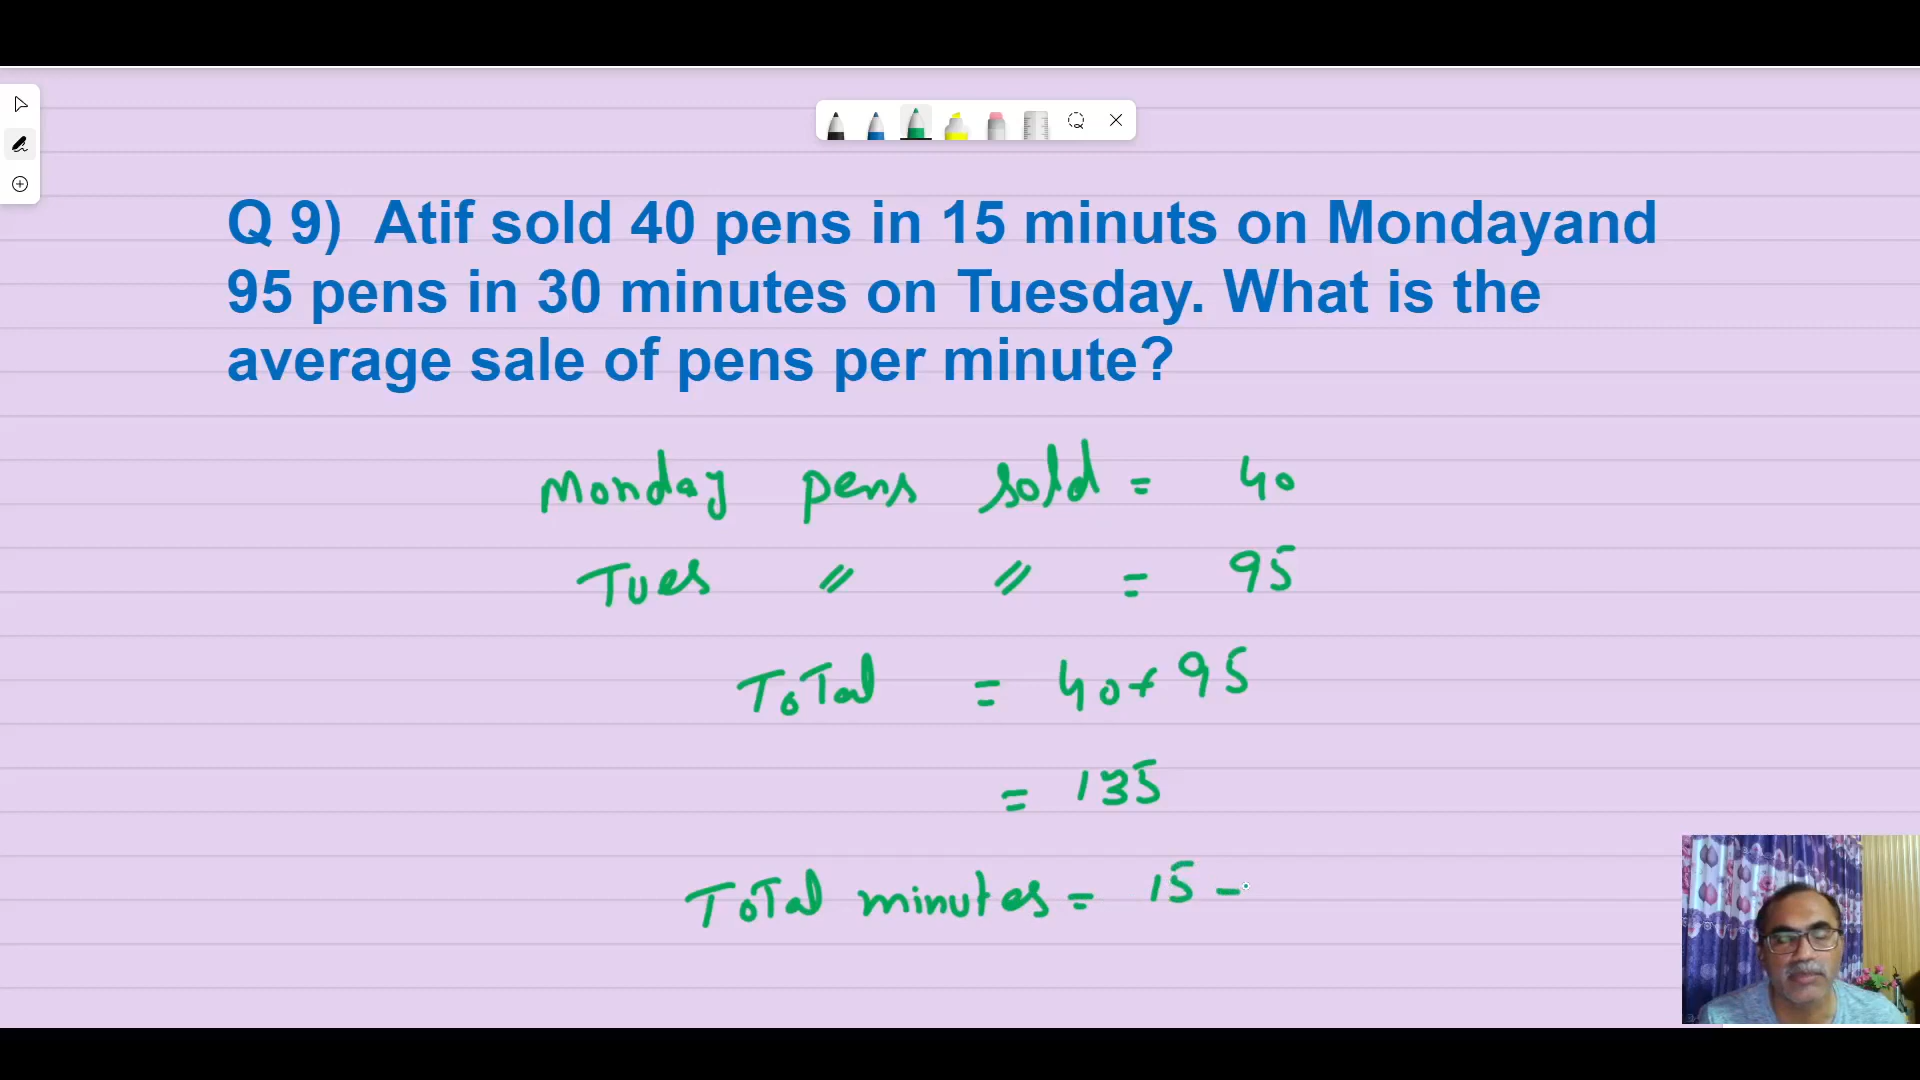 Q 9) Atif sold 40 pens in 15 minuts on Mondayand
95 pens in 30 minutes on Tuesday. What is the
average sale of pens per minute?
Monday pens sold = 40
Tues〃 〃 = 95
ToTal = 40+95
= 135
ToTal minutes = 15 -